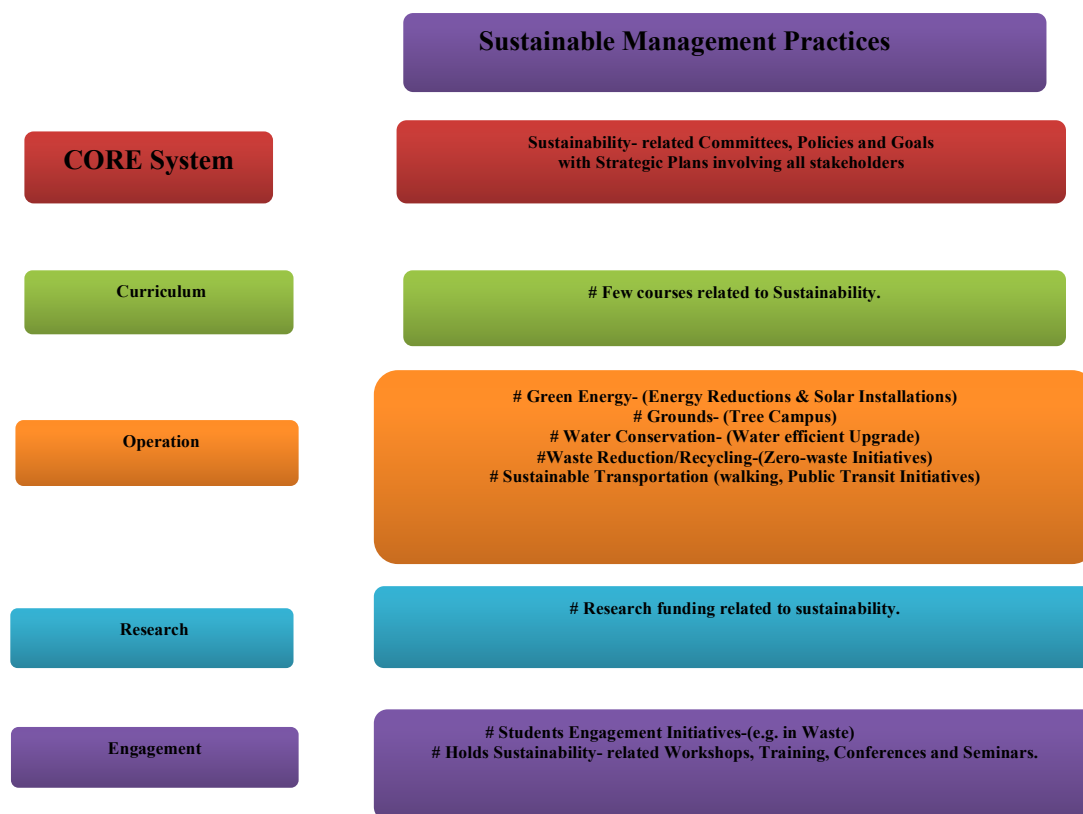 Sustainable Management Practices
CORE System
Sustainability- related Committees, Policies and Goals
with Strategic Plans involving all stakeholders
Curriculum
# Few courses related to Sustainability.
Operation
# Green Energy- (Energy Reductions & Solar Installations)
# Grounds- (Tree Campus)
# Water Conservation- (Water efficient Upgrade)
#Waste Reduction/Recycling-(Zero-waste Initiatives)
# Sustainable Transportation (walking, Public Transit Initiatives)
Research
# Research funding related to sustainability.
Engagement
# Students Engagement Initiatives-(e.g. in Waste)
# Holds Sustainability- related Workshops, Training, Conferences and Seminars.